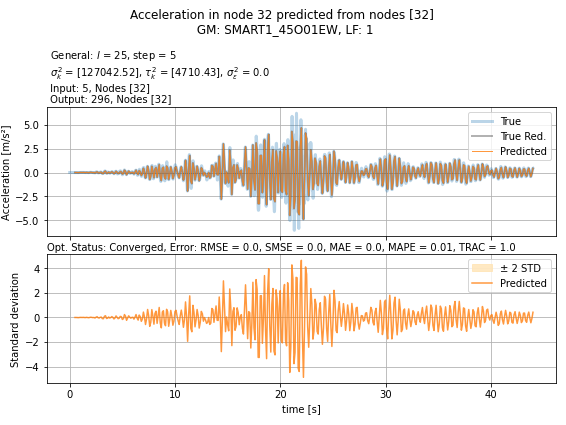 Acceleration in node 32 predicted from nodes [32]
GM: SMART1_45O01EW, LF: 1
General: l = 25, step = 5
σ²ₖ = [127042.52], τ²ₖ = [4710.43], σ²ₑ = 0.0
Input: 5, Nodes [32]
Output: 296, Nodes [32]
Acceleration [m/s²]
5.0
2.5
0.0
−2.5
−5.0
True
True Red.
Predicted
Opt. Status: Converged, Error: RMSE = 0.0, SMSE = 0.0, MAE = 0.0, MAPE = 0.01, TRAC = 1.0
Standard deviation
4
2
0
−2
−4
± 2 STD
Predicted
0 10 20 30 40
time [s]